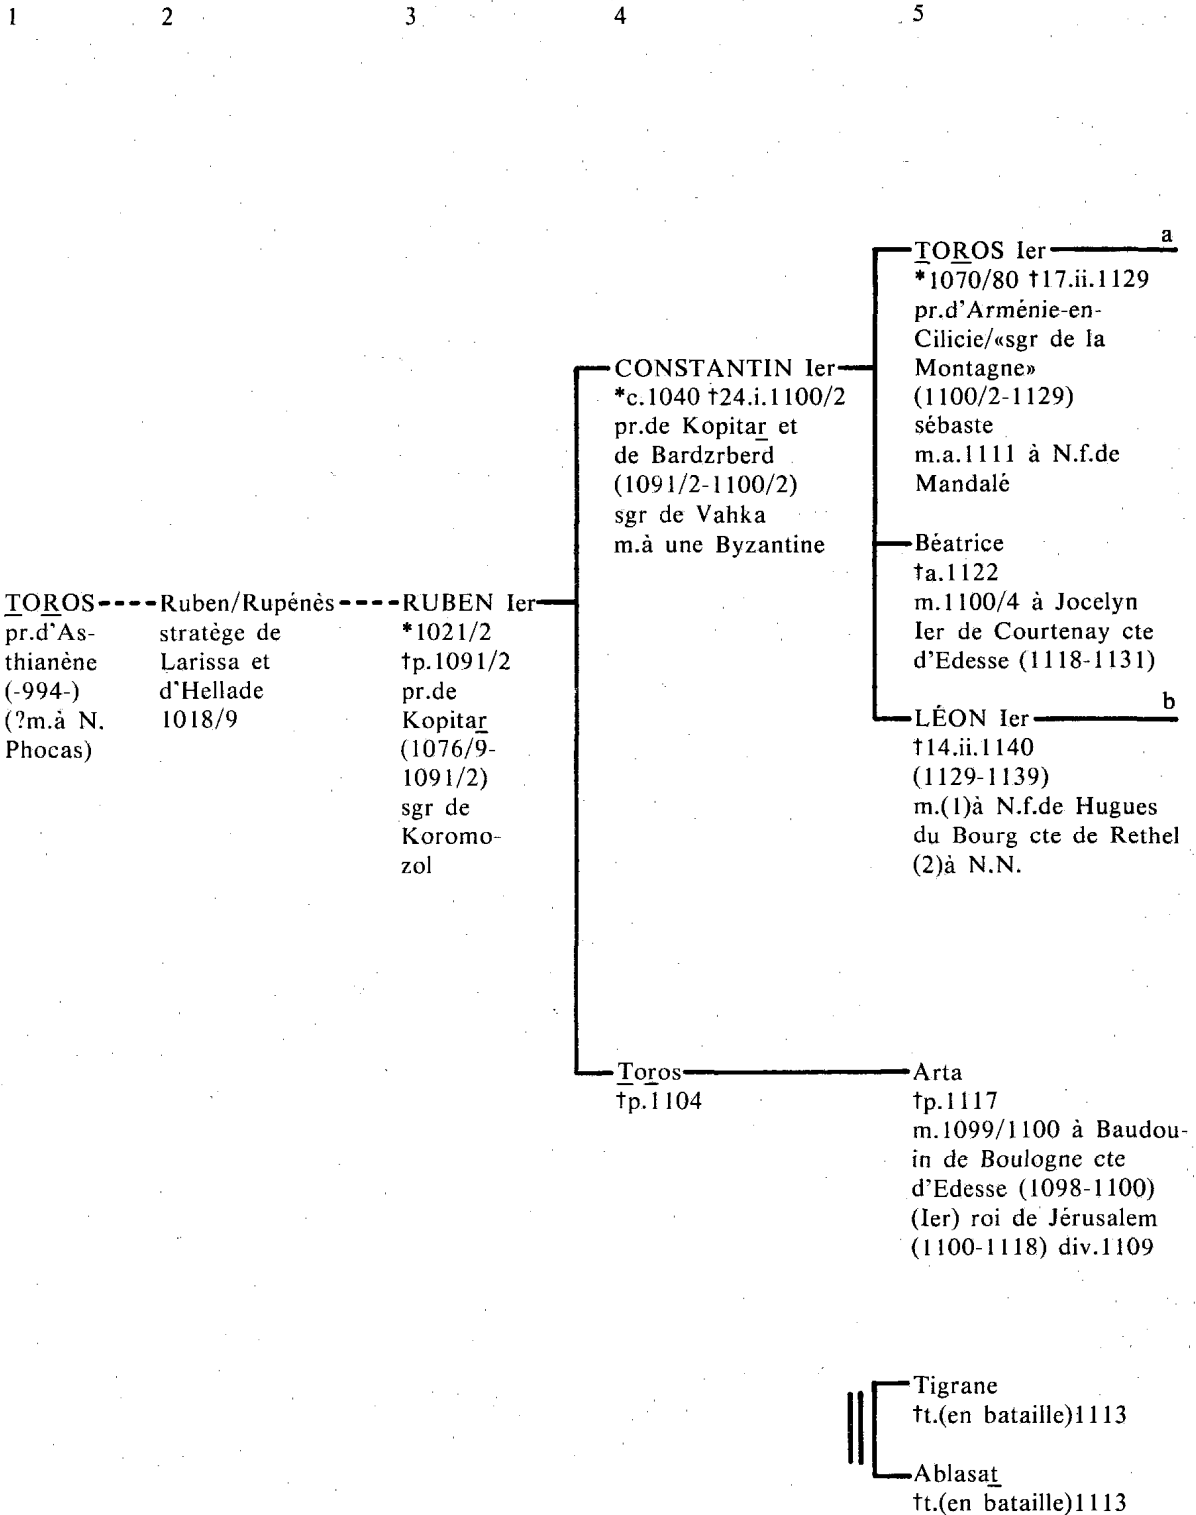 1 2 3 4 5
TOROS Ier a
*1070/80 †17.ii.1129
pr.d'Arménie-en-
Cilicie/«sgr de la
Montagne»
(1100/2-1129)
sébaste
m.a.1111 à N.f.de
Mandalé
CONSTANTIN Ier
*c.1040 †24.i.1100/2
pr.de Kopitar et
de Bardzrberd
(1091/2-1100/2)
sgr de Vahka
m.à une Byzantine
Béatrice
†a.1122
m.1100/4 à Jocelyn
Ier de Courtenay cte
d'Edesse (1118-1131)
TOROS
pr.d'As-
thianène
(-994-)
(?m.à N.
Phocas)
Ruben/Rupénès
stratège de
Larissa et
d'Hellade
1018/9
RUBEN Ier
*1021/2
†p.1091/2
pr.de
Kopitar
(1076/9-
1091/2)
sgr de
Koromo-
zol
LÉON Ier b
†14.ii.1140
(1129-1139)
m.(1)à N.f.de Hugues
du Bourg cte de Rethel
(2)à N.N.
Toros
†p.1104
Arta
†p.1117
m.1099/1100 à Baudou-
in de Boulogne cte
d'Edesse (1098-1100)
(Ier) roi de Jérusalem
(1100-1118) div.1109
Tigrane
†t.(en bataille)1113
Ablasat
†t.(en bataille)1113